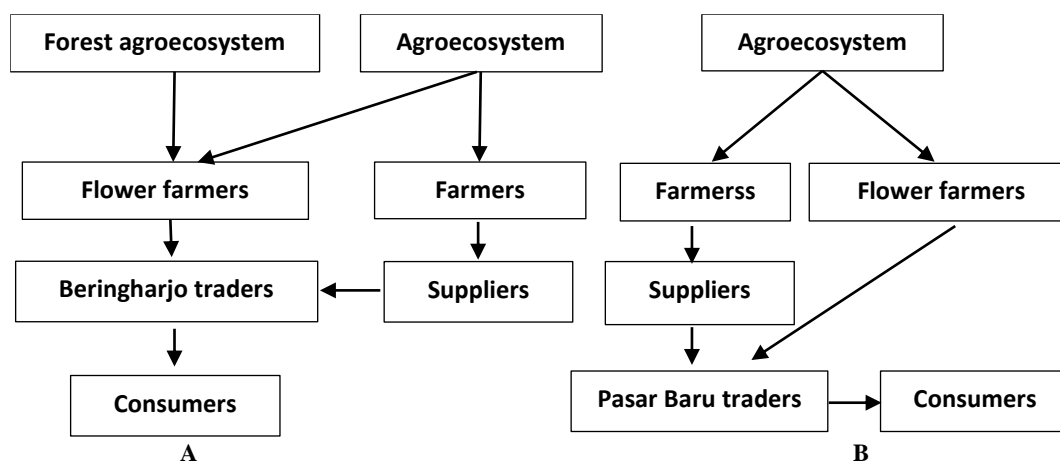 Forest agroecosystem
Agroecosystem
Flower farmers
Farmers
Beringharjo traders
Suppliers
Consumers
A
Agroecosystem
Farmerss
Flower farmers
Suppliers
Pasar Baru traders
Consumers
B